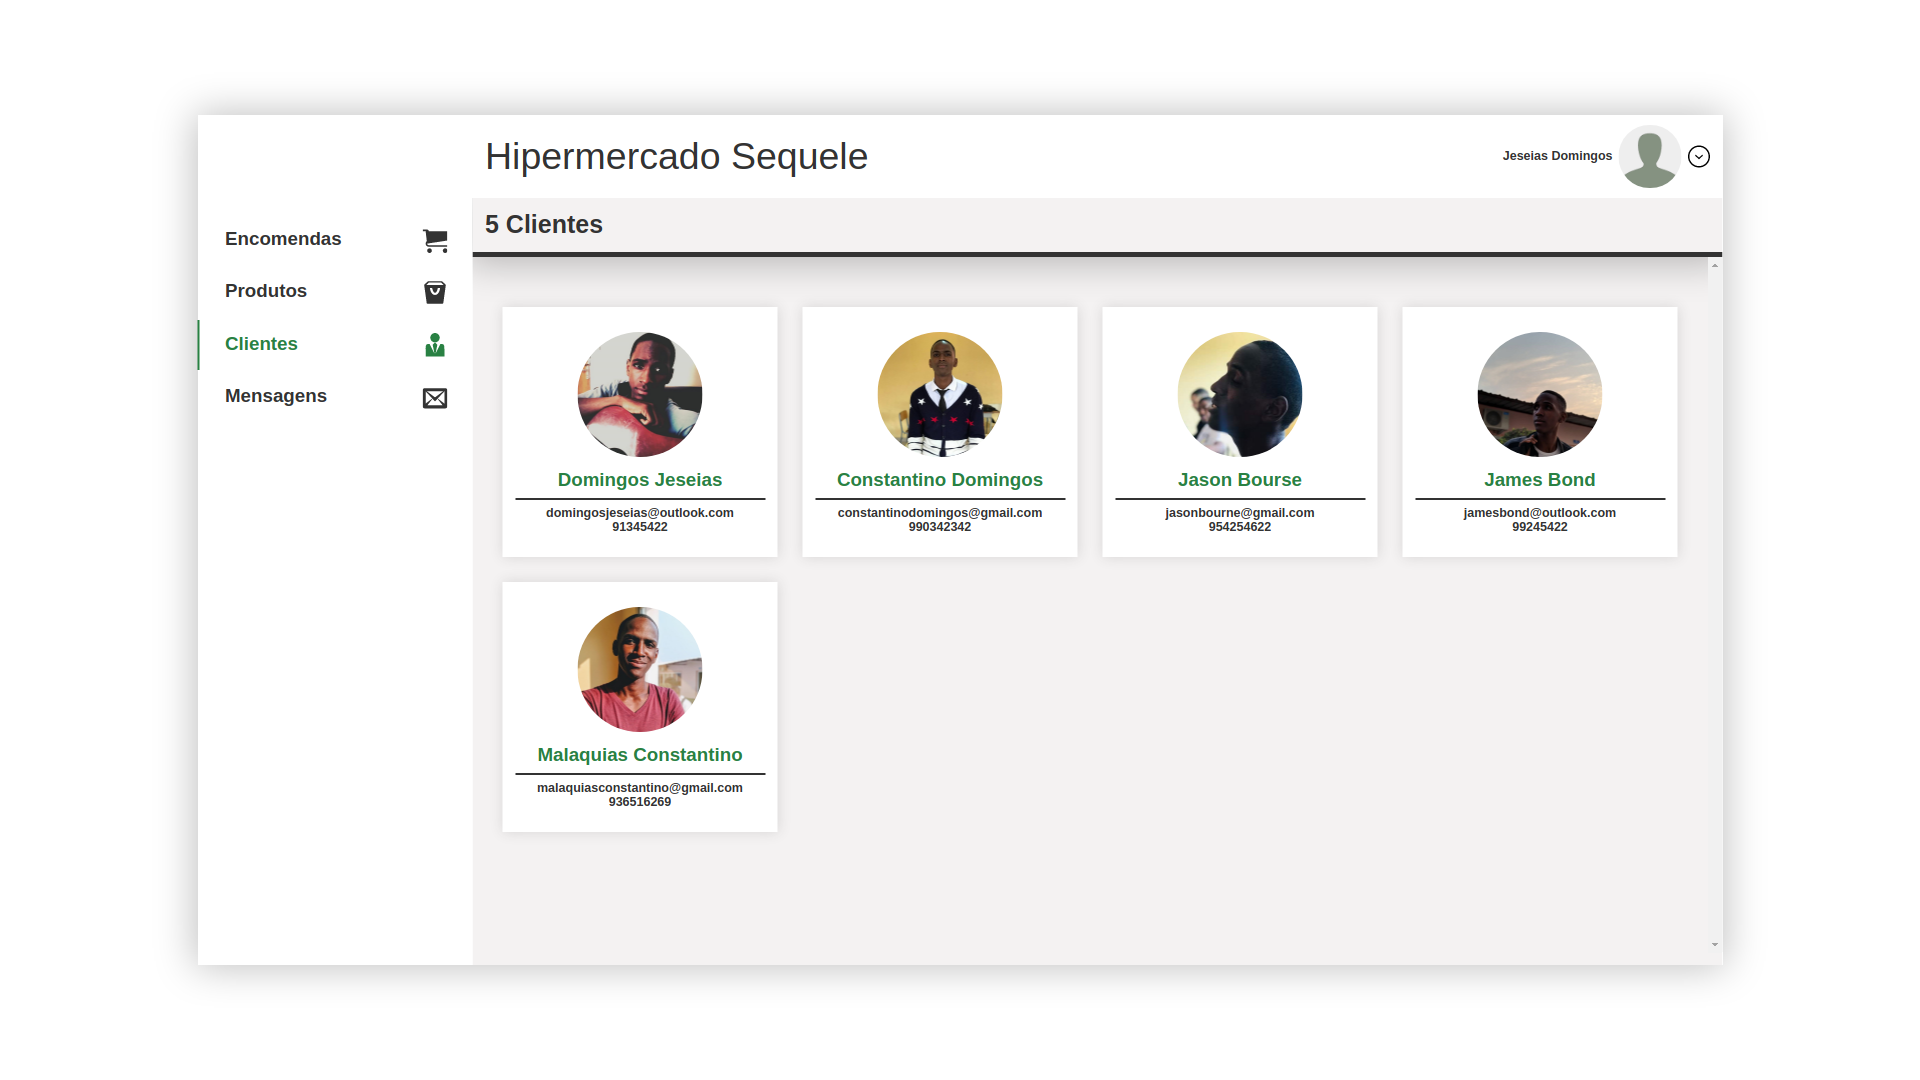 Hipermercado Sequele
Jeseias Domingos
Encomendas
Produtos
Clientes
Mensagens
5 Clientes
Domingos Jeseias
domingosjeseias@outlook.com
91345422
Constantino Domingos
constantinodomingos@gmail.com
990342342
Jason Bourse
jasonbourne@gmail.com
954254622
James Bond
jamesbond@outlook.com
99245422
Malaquias Constantino
malaquiasconstantino@gmail.com
936516269